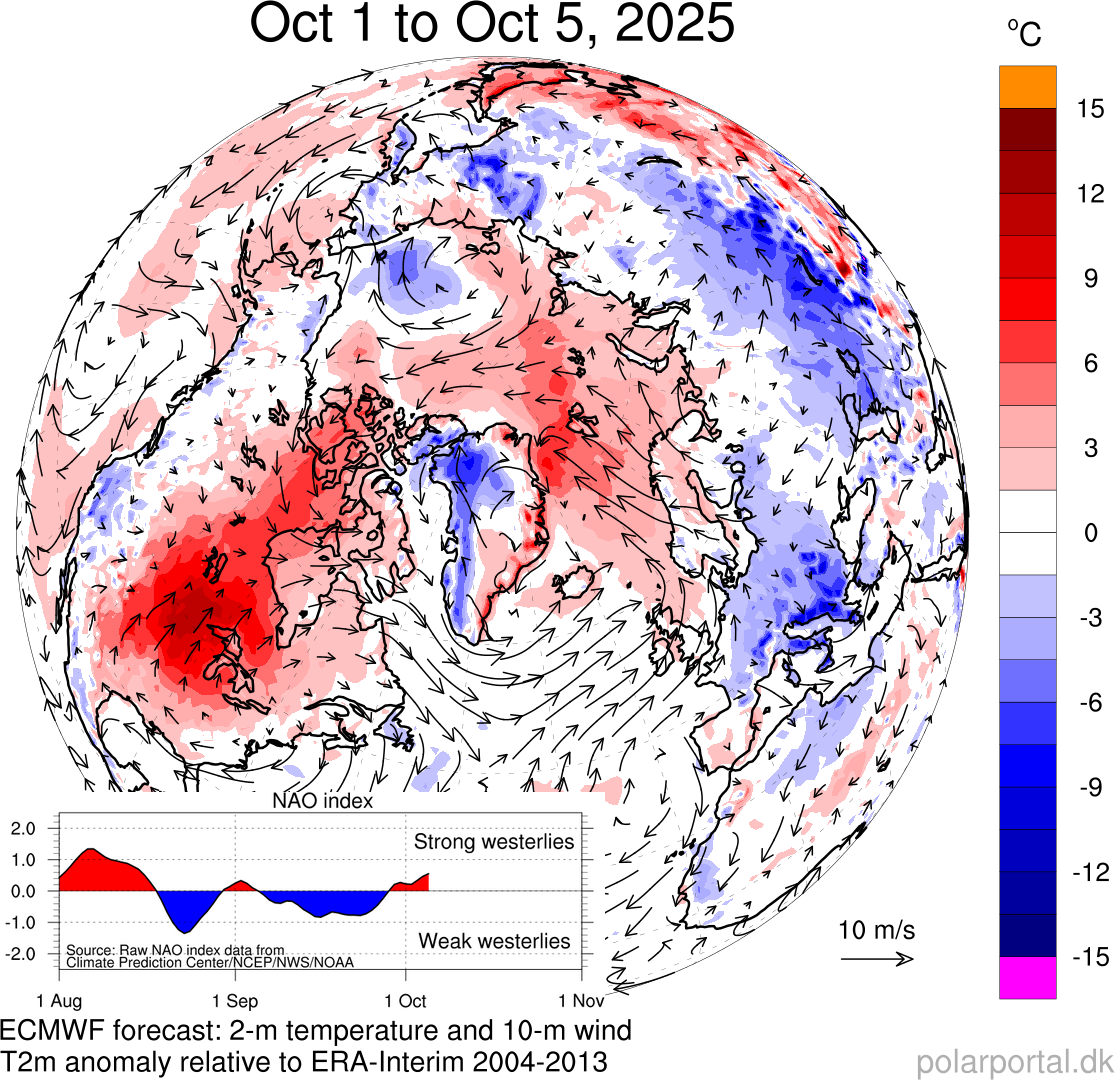 Oct 1 to Oct 5, 2025
°C
15
12
9
6
3
0
-3
-6
-9
-12
-15
NAO index
2.0
1.0
0.0
-1.0
-2.0
Strong westerlies
Weak westerlies
Source: Raw NAO index data from
Climate Prediction Center/NCEP/NWS/NOAA
1 Aug
1 Sep
1 Oct
1 Nov
10 m/s
ECMWF forecast: 2-m temperature and 10-m wind
T2m anomaly relative to ERA-Interim 2004-2013
polarportal.dk